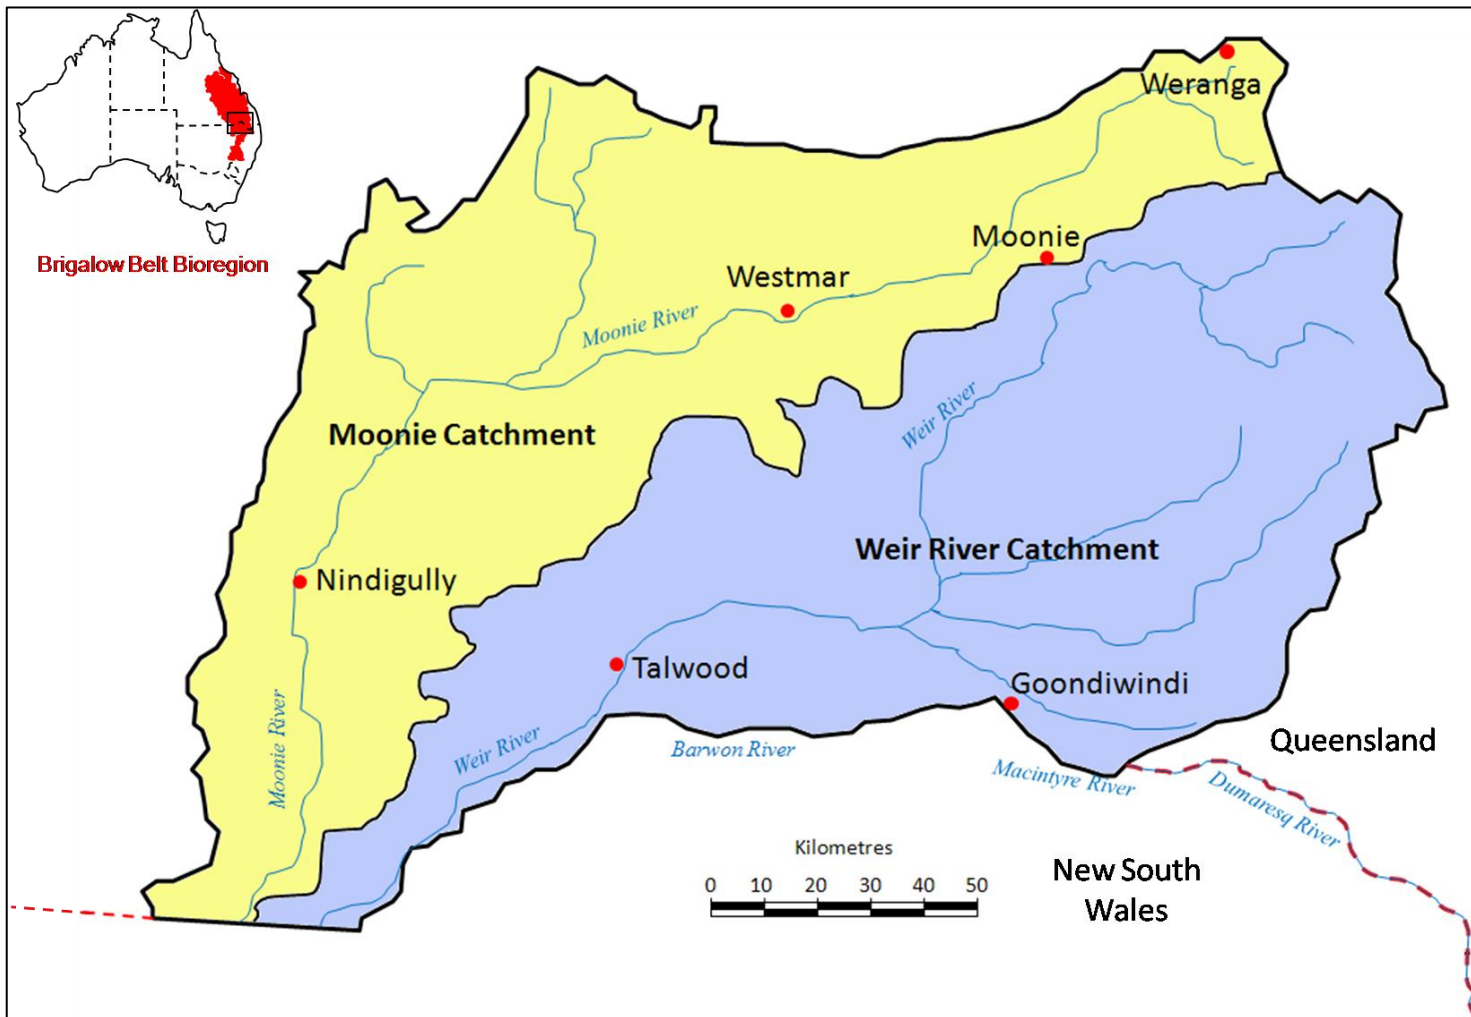 Weranga
Brigalow Belt Bioregion
Moonie
Westmar
Moonie River
Weir River
Moonie Catchment
Weir River Catchment
Nindigully
Talwood
Goondiwindi
Moonie River
Weir River
Barwon River
Queensland
Macintyre River
Dumaresq River
Kilometres
0 10 20 30 40 50
New South
Wales